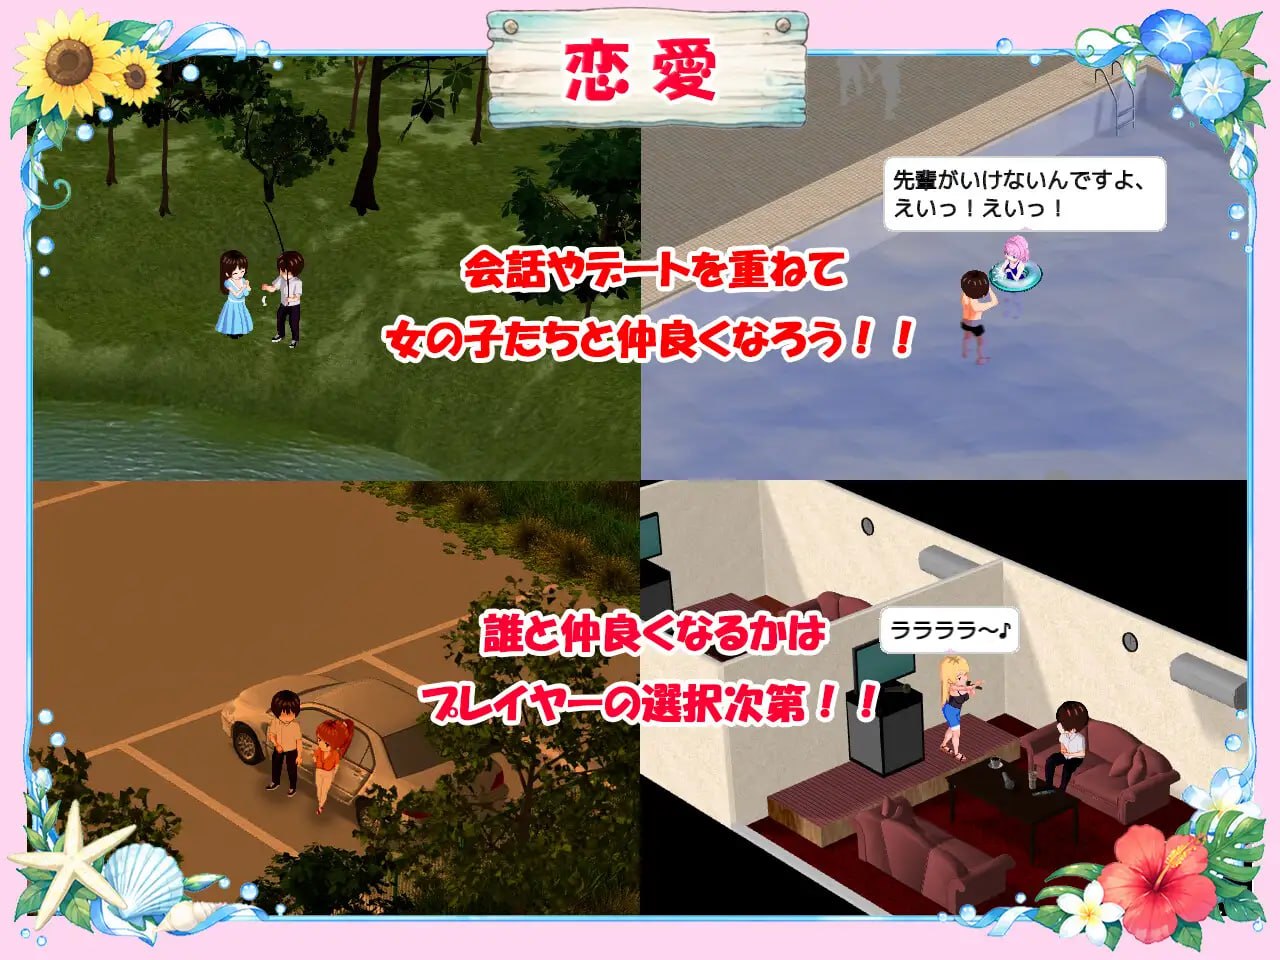 恋愛
先輩がいけないんですよ、
えいっ！えいっ！
会話やデートを重ねて
女の子たちと仲良くなろう！！
誰と仲良くなるかは
プレイヤーの選択次第！！
ララララ～♪